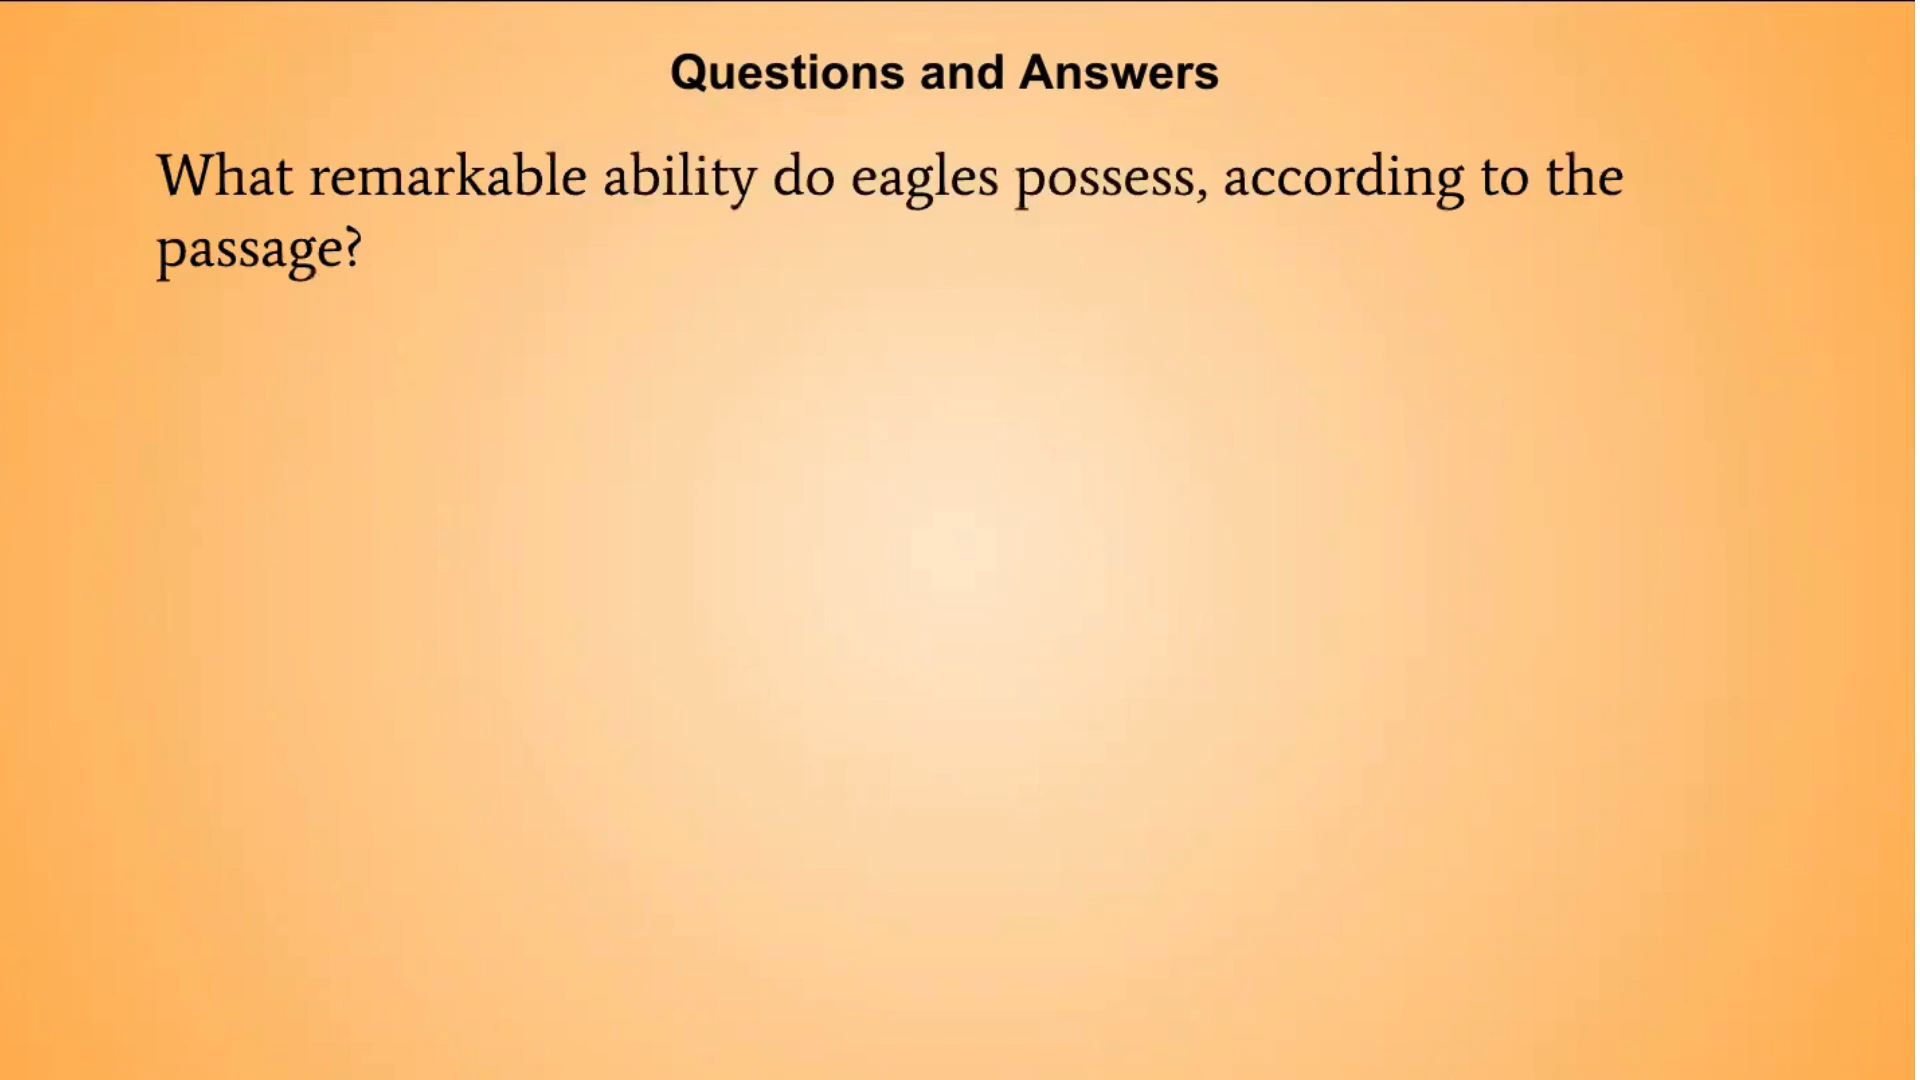 Questions and Answers
What remarkable ability do eagles possess, according to the
passage?